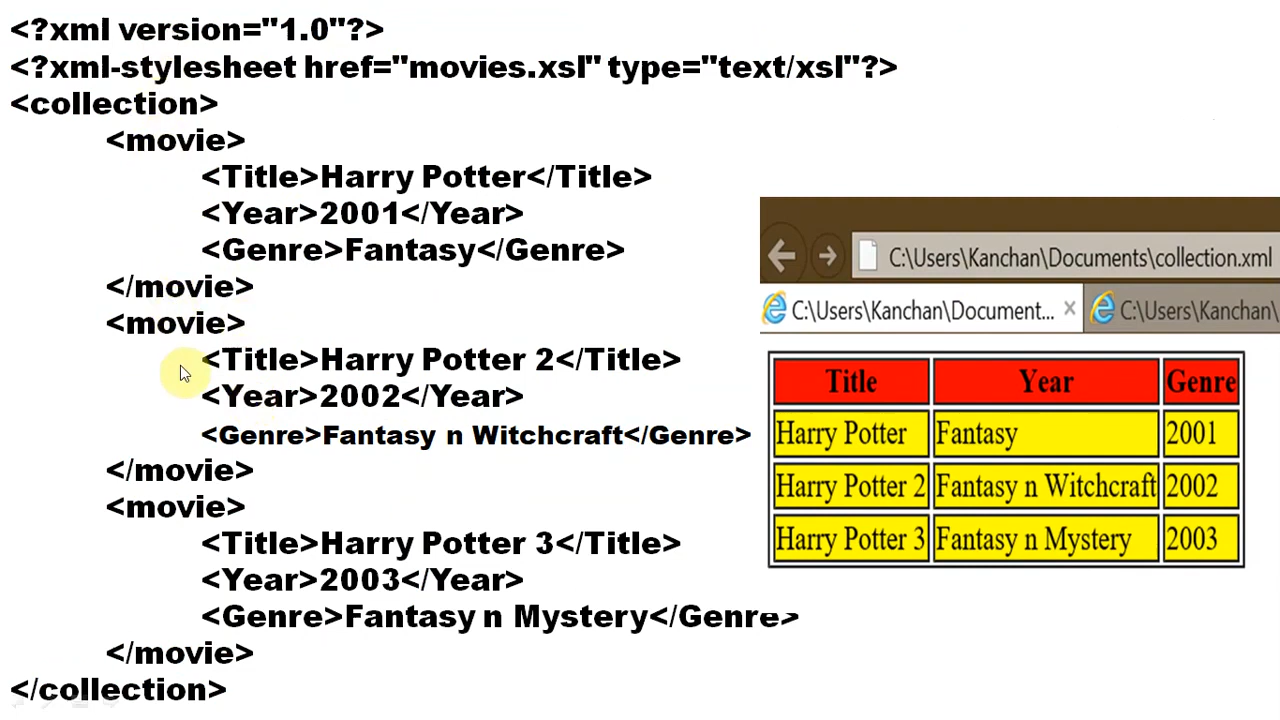 <?xml version="1.0"?>
<?xml-stylesheet href="movies.xsl" type="text/xsl"?>
<collection>
<movie>
<Title>Harry Potter</Title>
<Year>2001</Year>
<Genre>Fantasy</Genre>
</movie>
<movie>
<Title>Harry Potter 2</Title>
<Year>2002</Year>
<Genre>Fantasy n Witchcraft</Genre>
</movie>
<movie>
<Title>Harry Potter 3</Title>
<Year>2003</Year>
<Genre>Fantasy n Mystery</Genre>
</movie>
</collection>
C:\Users\Kanchan\Documents\collection.xml
C:\Users\Kanchan\Document... × C:\Users\Kanchan\
Title Year Genre
Harry Potter Fantasy 2001
Harry Potter 2 Fantasy n Witchcraft 2002
Harry Potter 3 Fantasy n Mystery 2003